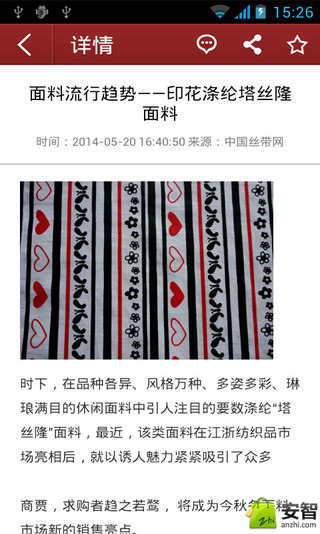 15:26
详情
面料流行趋势——印花涤纶塔丝隆
面料
时间：2014-05-20 16:40:50 来源：中国丝带网
时下，在品种各异、风格万种、多姿多彩、琳
琅满目的休闲面料中引人注目的要数涤纶“塔
丝隆”面料，最近，该类面料在江浙纺织品市
场亮相后，就以诱人魅力紧紧吸引了众多
商贾，求购者趋之若鹜，将成为今秋冬面料
市场新的销售亮点。
安智
anzhi.com
zhi